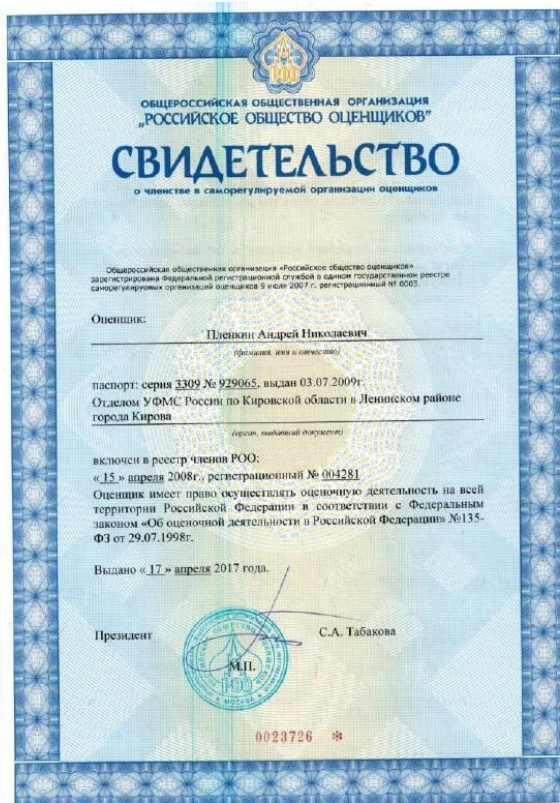 РОО
ОБЩЕРОССИЙСКАЯ ОБЩЕСТВЕННАЯ ОРГАНИЗАЦИЯ
„РОССИЙСКОЕ ОБЩЕСТВО ОЦЕНЩИКОВ”
СВИДЕТЕЛЬСТВО
о членстве в саморегулируемой организации оценщиков
Общероссийская общественная организация «Российское общество оценщиков»
зарегистрирована Федеральной регистрационной службой в едином государственном реестре
саморегулируемых организаций оценщиков 9 июля 2007 г. регистрационный № 0003.
Оценщик:
Пленкин Андрей Николаевич
(фамилия, имя и отчество)
паспорт: серия 3309 № 929065, выдан 03.07.2009г.
Отделом УФМС России по Кировской области в Ленинском районе
города Кирова
(орган, выдавший документ)
включен в реестр членов РОО:
« 15 » апреля 2008г., регистрационный № 004281
Оценщик имеет право осуществлять оценочную деятельность на всей
территории Российской Федерации в соответствии с Федеральным
законом «Об оценочной деятельности в Российской Федерации» №135-
ФЗ от 29.07.1998г.
Выдано « 17 » апреля 2017 года.
Президент
С.А. Табакова
М.П.
РОО
МОСКВА
0023726 *